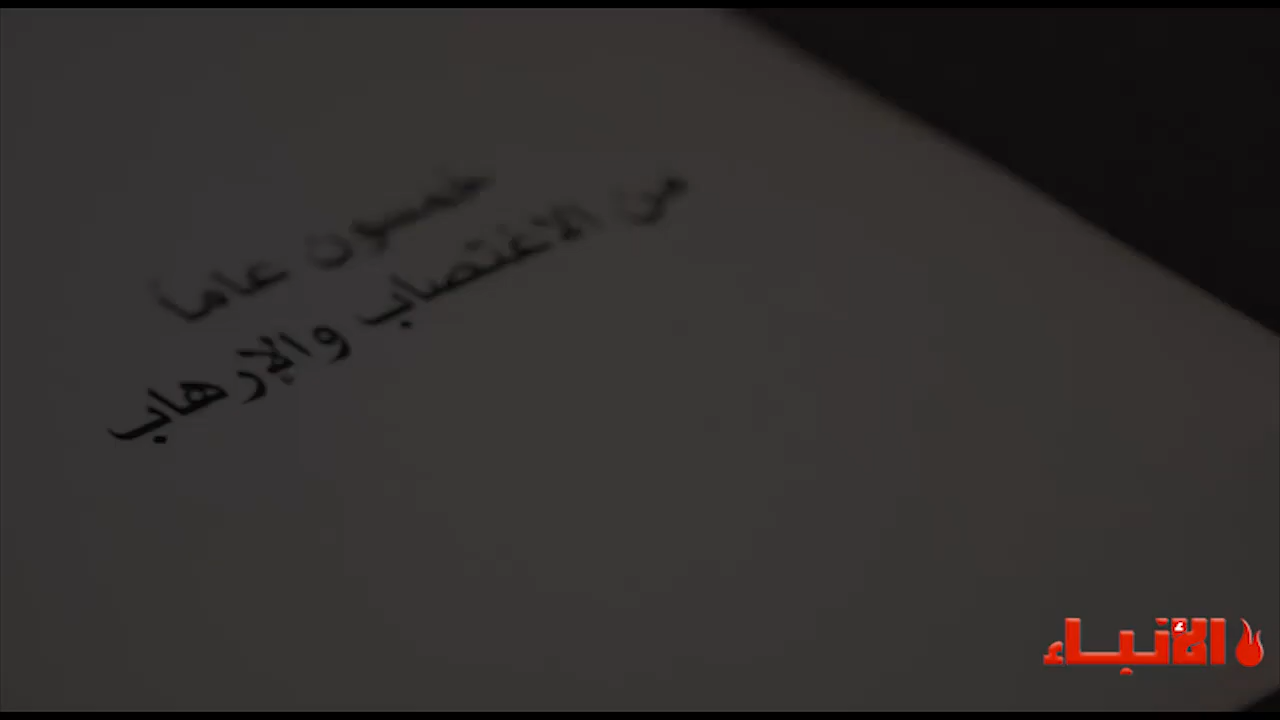 خمسون عاماً
من الاغتصاب والإرهاب
الأنباء